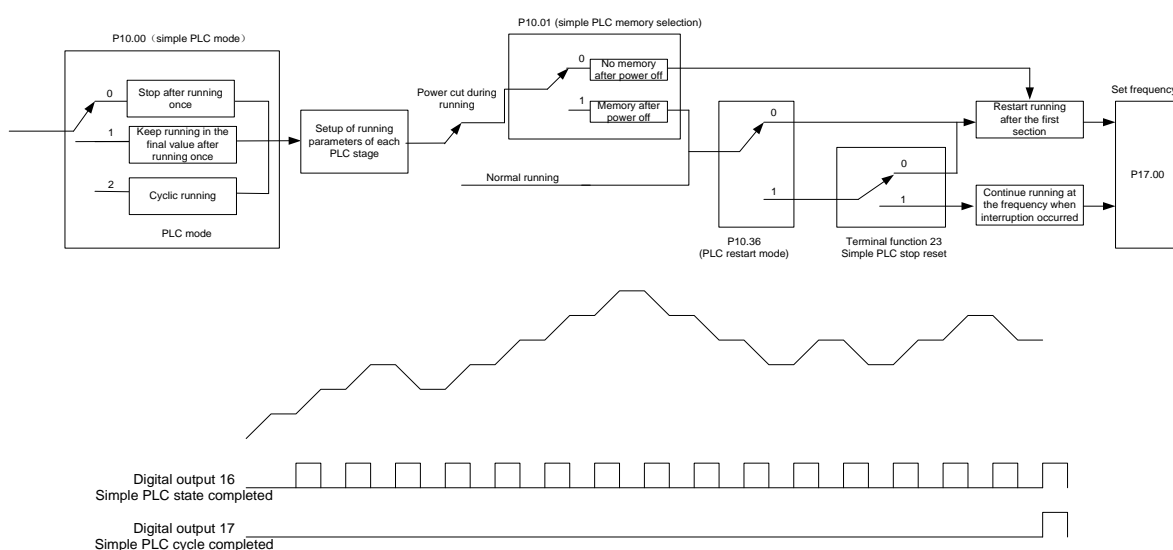 P10.00（simple PLC mode）
0
Stop after running
once
1
Keep running in the
final value after
running once
2
Cyclic running
PLC mode
Setup of running
parameters of each
PLC stage
Power cut during
running
Normal running
P10.01 (simple PLC memory selection)
0
No memory
after power off
1
Memory after
power off
0
1
P10.36
(PLC restart mode)
0
1
Terminal function 23
Simple PLC stop reset
Restart running
after the first
section
Continue running at
the frequency when
interruption occurred
Set frequency
P17.00
Digital output 16
Simple PLC state completed
Digital output 17
Simple PLC cycle completed